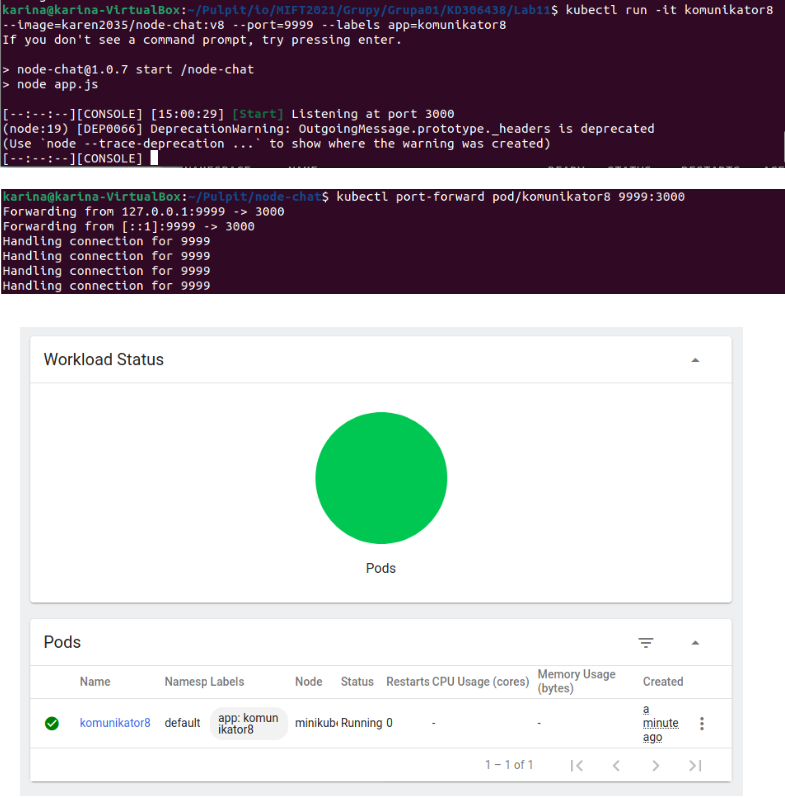 karina@karina-VirtualBox:~/Pulpit/io/MIFT2021/Grupy/Grupa01/KD306438/Lab11$ kubectl run -it komunikator8
--image=karen2035/node-chat:v8 --port=9999 --labels app=komunikator8
If you don't see a command prompt, try pressing enter.
> node-chat@1.0.7 start /node-chat
> node app.js
[--:--:--][CONSOLE] [15:00:29] [Start] Listening at port 3000
(node:19) [DEP0066] DeprecationWarning: OutgoingMessage.prototype._headers is deprecated
(Use `node --trace-deprecation ...` to show where the warning was created)
[--:--:--][CONSOLE]
karina@karina-VirtualBox:~/Pulpit/node-chat$ kubectl port-forward pod/komunikator8 9999:3000
Forwarding from 127.0.0.1:9999 -> 3000
Forwarding from [::1]:9999 -> 3000
Handling connection for 9999
Handling connection for 9999
Handling connection for 9999
Handling connection for 9999
Workload Status
Pods
Pods
Name Namesp Labels Node Status Restarts CPU Usage (cores) Memory Usage (bytes) Created
komunikator8 default app: komun
ikator8 minikub Running 0 - - a
minute
ago
1 – 1 of 1